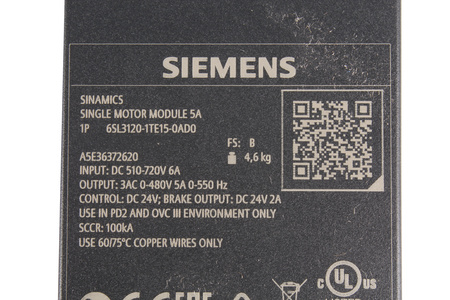 SIEMENS
SINAMICS
SINGLE MOTOR MODULE 5A
1P 6SL3120-1TE15-0AD0
FS: B
A5E36372620 4,6 kg
INPUT: DC 510-720V 6A
OUTPUT: 3AC 0-480V 5A 0-550 Hz
CONTROL: DC 24V; BRAKE OUTPUT: DC 24V 2A
USE IN PD2 AND OVC III ENVIRONMENT ONLY
SCCR: 100kA
USE 60/75°C COPPER WIRES ONLY
c UL US